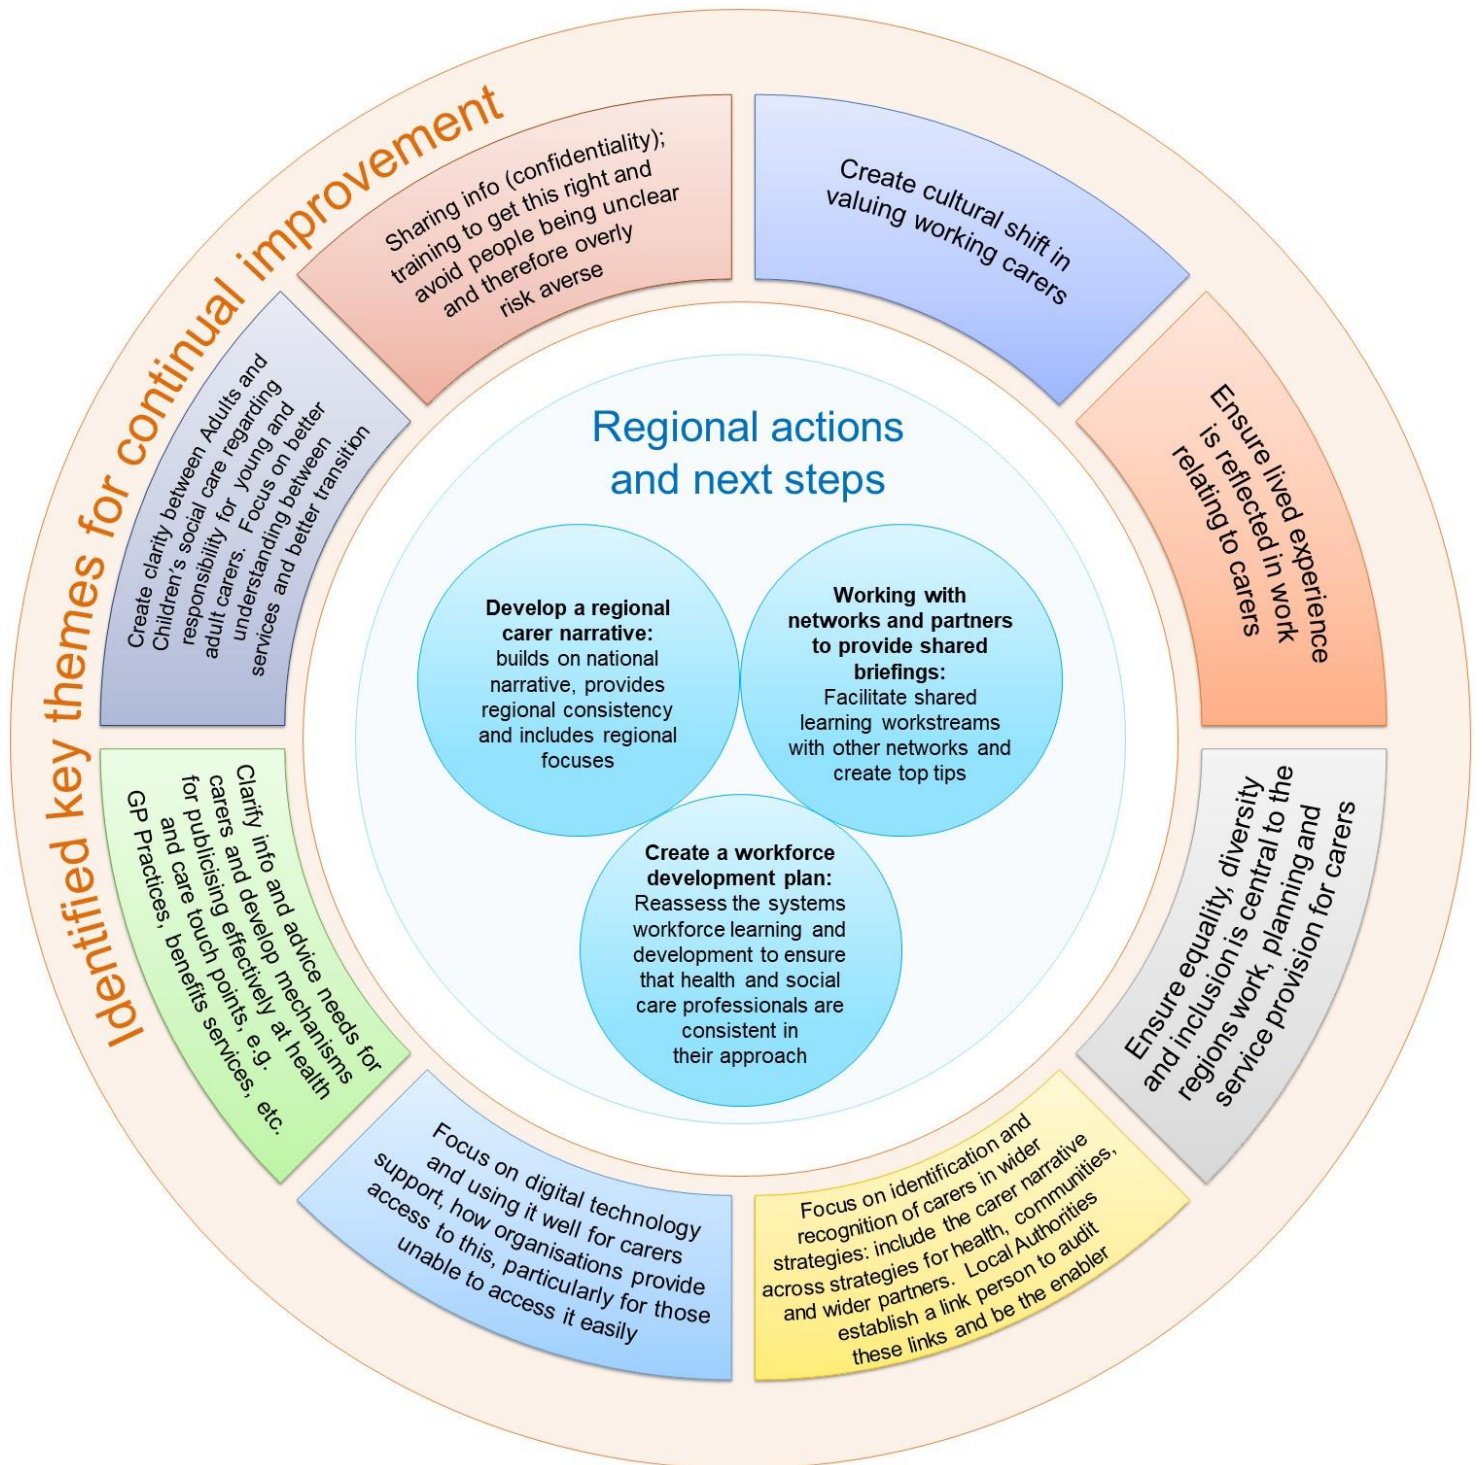 Identified key themes for continual improvement
Sharing info (confidentiality);
training to get this right and
avoid people being unclear
and therefore overly
risk averse
Create cultural shift in
valuing working carers
Ensure lived experience
is reflected in work
relating to carers
Ensure equality, diversity
and inclusion is central to the
regions work, planning and
service provision for carers
Focus on identification and
recognition of carers in wider
strategies: include the carer narrative
across strategies for health, communities,
and wider partners. Local Authorities
establish a link person to audit
these links and be the enabler
Focus on digital technology
and using it well for carers
support, how organisations provide
access to this, particularly for those
unable to access it easily
Clarify info and advice needs for
carers and develop mechanisms
for publicising effectively at health
and care touch points, e.g.
GP Practices, benefits services, etc.
Create clarity between Adults and
Children's social care regarding
responsibility for young and
adult carers. Focus on better
understanding between
services and better transition
Regional actions
and next steps
Develop a regional
carer narrative:
builds on national
narrative, provides
regional consistency
and includes regional
focuses
Working with
networks and partners
to provide shared
briefings:
Facilitate shared
learning workstreams
with other networks and
create top tips
Create a workforce
development plan:
Reassess the systems
workforce learning and
development to ensure
that health and social
care professionals are
consistent in
their approach